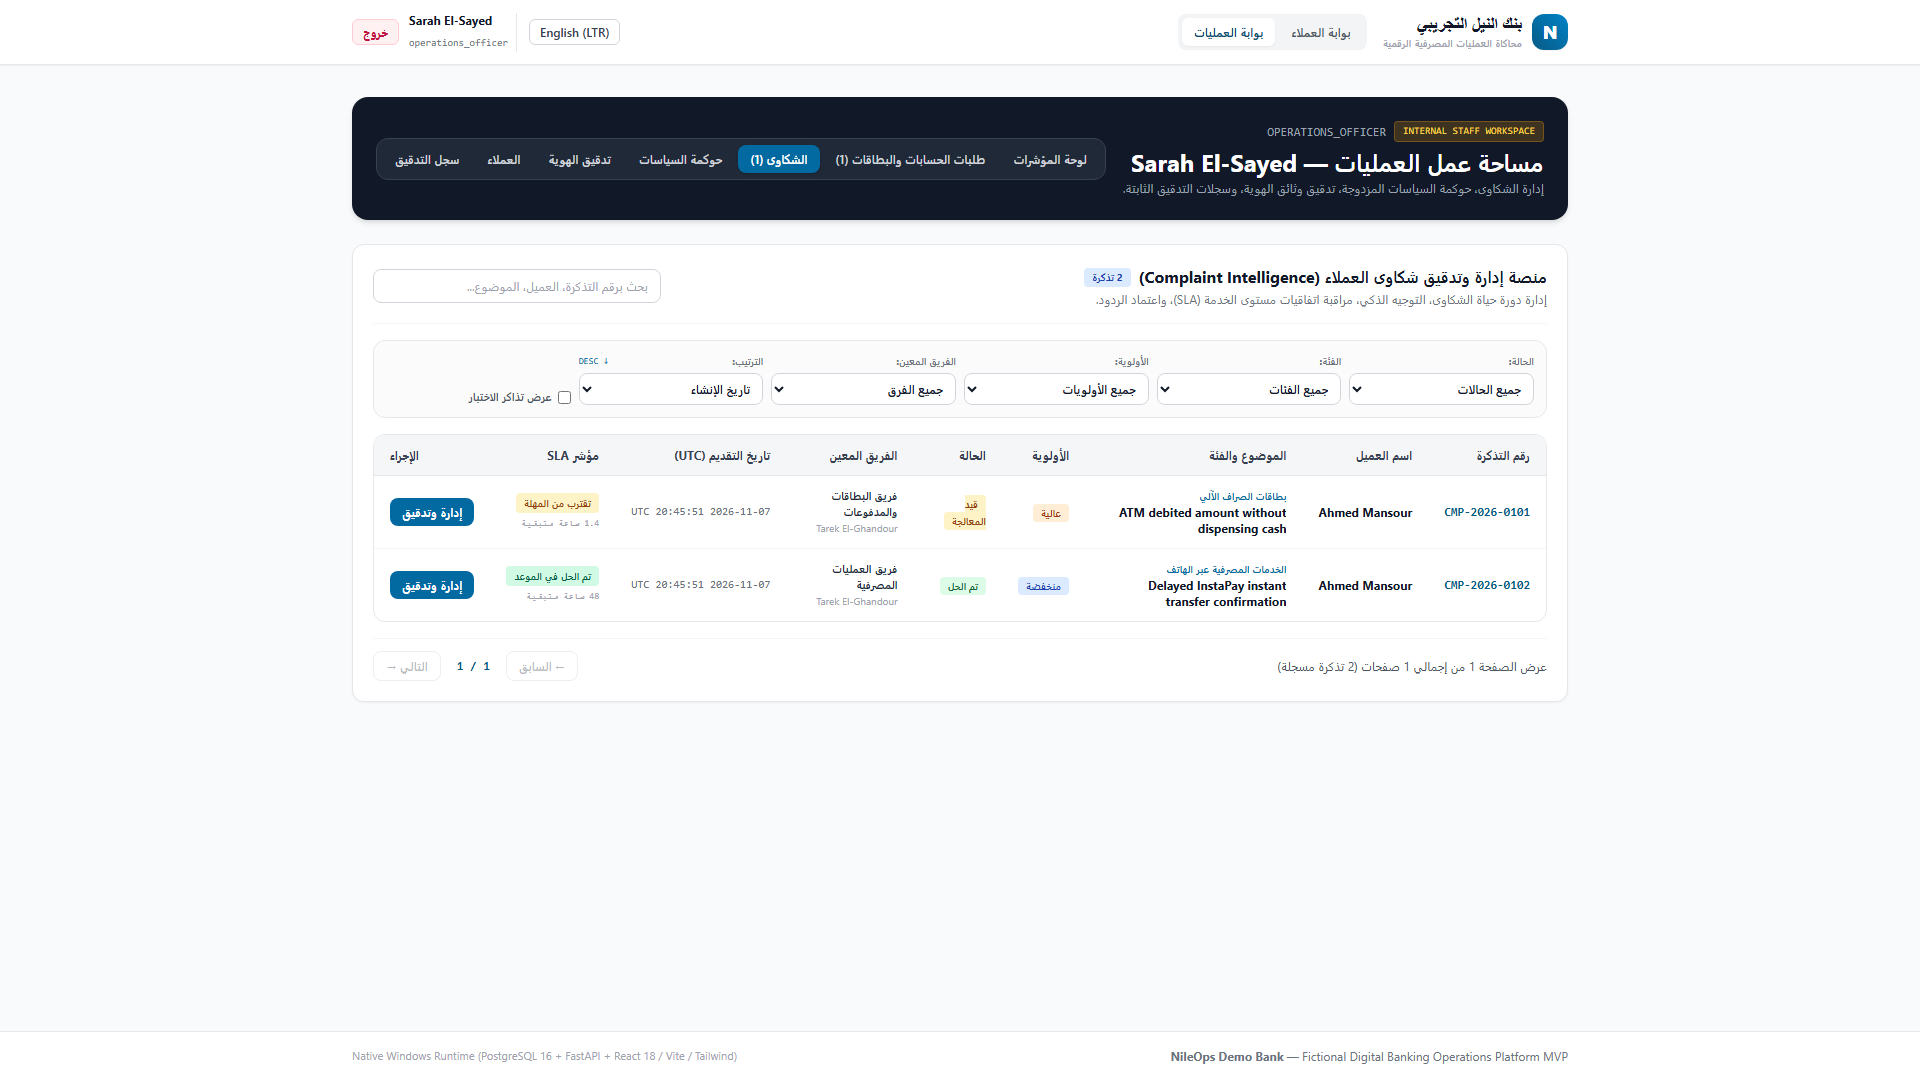 N
بنك النيل التجريبي
محاكاة العمليات المصرفية الرقمية
بوابة العملاء
بوابة العمليات
English (LTR)
Sarah El-Sayed
operations_officer
خروج
INTERNAL STAFF WORKSPACE
OPERATIONS_OFFICER
مساحة عمل العمليات — Sarah El-Sayed
إدارة الشكاوى، حوكمة السياسات المزدوجة، تدقيق وثائق الهوية، وسجلات التدقيق الثابتة.
لوحة المؤشرات
طلبات الحسابات والبطاقات (1)
الشكاوى (1)
حوكمة السياسات
تدقيق الهوية
العملاء
سجل التدقيق
منصة إدارة وتدقيق شكاوى العملاء (Complaint Intelligence)
2 تذكرة
إدارة دورة حياة الشكاوى، التوجيه الذكي، مراقبة اتفاقيات مستوى الخدمة (SLA)، واعتماد الردود.
بحث برقم التذكرة، العميل، الموضوع...
الحالة:
جميع الحالات
الفئة:
جميع الفئات
الأولوية:
جميع الأولويات
الفريق المعين:
جميع الفرق
الترتيب:
DESC ↓
تاريخ الإنشاء
عرض تذاكر الاختبار
رقم التذكرة
اسم العميل
الموضوع والفئة
الأولوية
الحالة
الفريق المعين
تاريخ التقديم (UTC)
مؤشر SLA
الإجراء
CMP-2026-0101
Ahmed Mansour
بطاقات الصراف الآلي
ATM debited amount without
dispensing cash
عالية
قيد
المعالجة
فريق البطاقات
والمدفوعات
Tarek El-Ghandour
UTC 20:45:51 2026-11-07
تقترب من المهلة
1.4 ساعة متبقية
إدارة وتدقيق
CMP-2026-0102
Ahmed Mansour
الخدمات المصرفية عبر الهاتف
Delayed InstaPay instant
transfer confirmation
منخفضة
تم الحل
فريق العمليات
المصرفية
Tarek El-Ghandour
UTC 20:45:51 2026-11-07
تم الحل في الموعد
48 ساعة متبقية
إدارة وتدقيق
عرض الصفحة 1 من إجمالي 1 صفحات (2 تذكرة مسجلة)
← السابق
1 / 1
التالي →
NileOps Demo Bank — Fictional Digital Banking Operations Platform MVP
Native Windows Runtime (PostgreSQL 16 + FastAPI + React 18 / Vite / Tailwind)